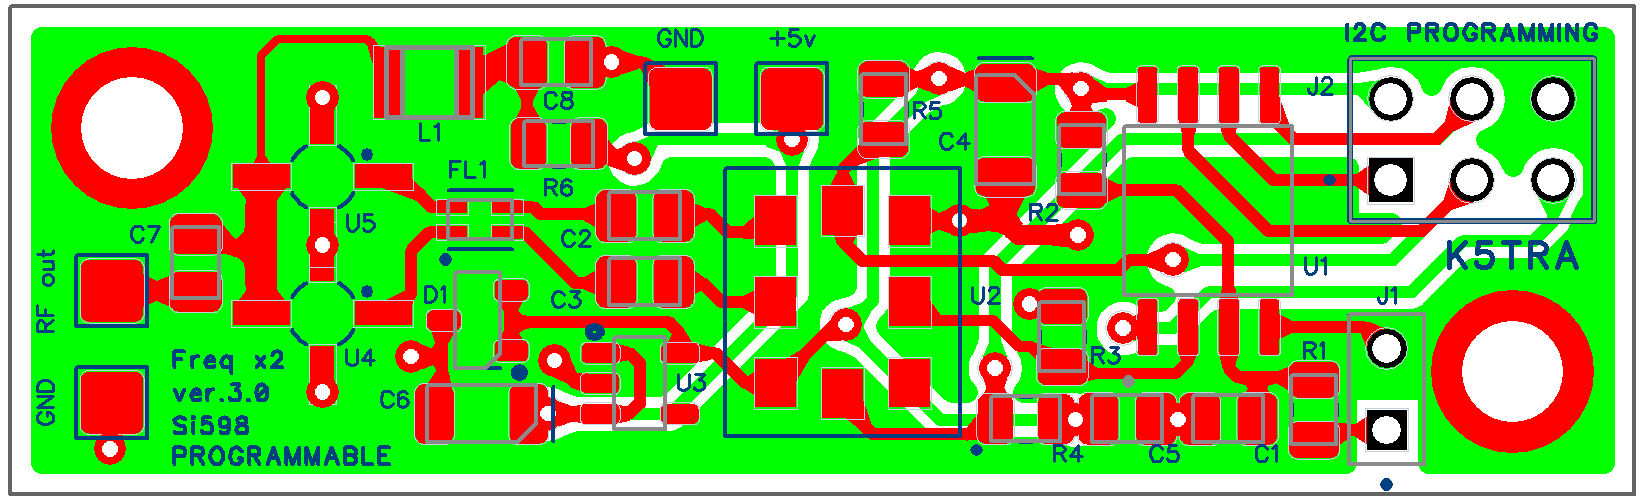 GND +5v I2C PROGRAMMING
C8 J2
L1 R5
C4
FL1 R6
R2
C7 U5 C2
K5TRA
RF out D1 C3 U2 U1 J1
Freq x2 U4 R3 R1
ver.3.0 U3
GND C6
Si598
PROGRAMMABLE R4 C5 C1